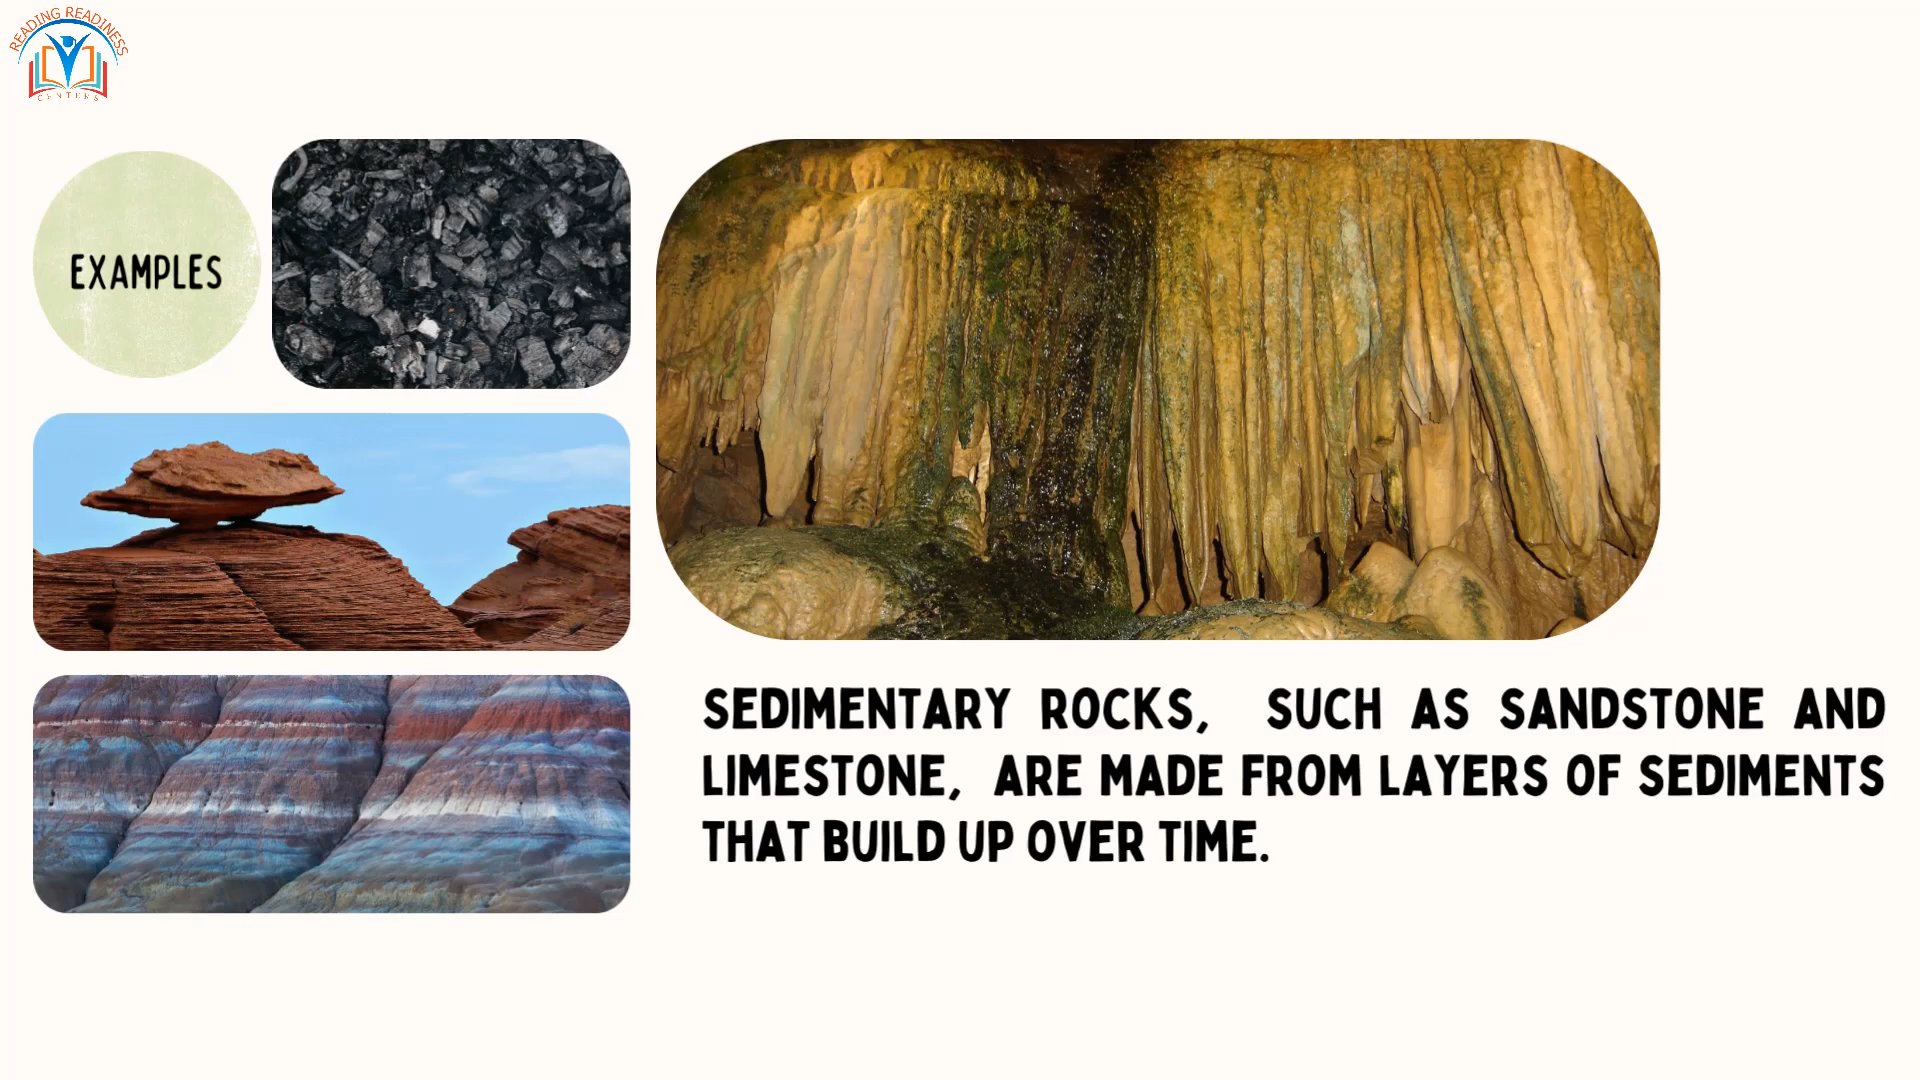 READING READINESS
CENTERS
EXAMPLES
SEDIMENTARY ROCKS, SUCH AS SANDSTONE AND
LIMESTONE, ARE MADE FROM LAYERS OF SEDIMENTS
THAT BUILD UP OVER TIME.